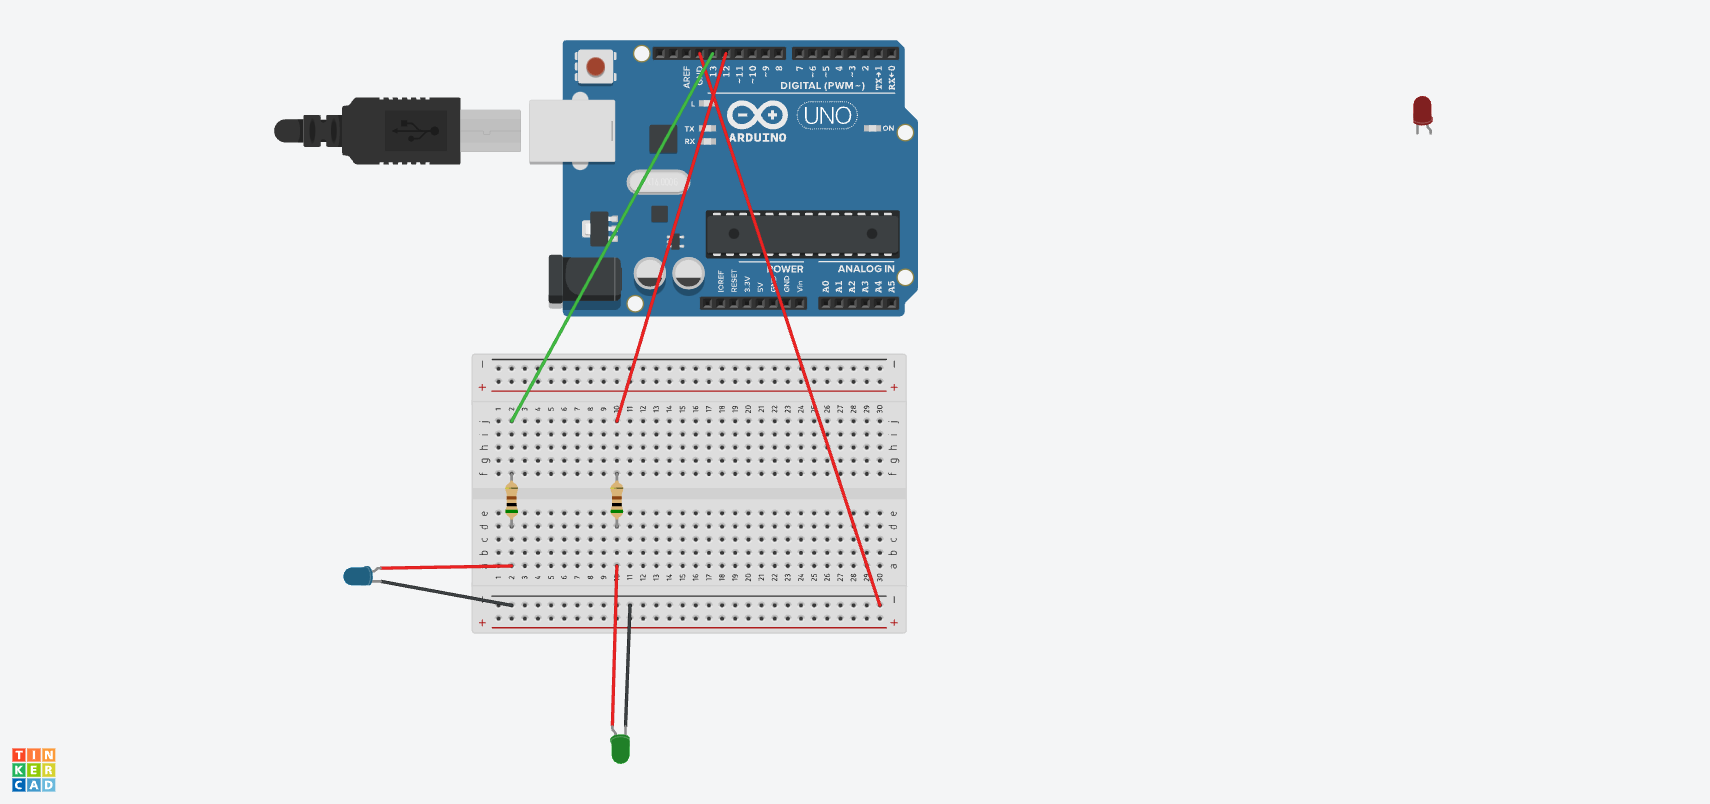 AREF
GND
13
12
~11
~10
~9
8
7
~6
~5
4
~3
2
TX→1
RX←0
DIGITAL (PWM~)
L
TX
RX
ARDUINO
UNO
ON
POWER
ANALOG IN
IOREF
RESET
3.3V
5V
GND
GND
Vin
A0
A1
A2
A3
A4
A5
− −
+ +
1 2 3 4 5 6 7 8 9 10 11 12 13 14 15 16 17 18 19 20 21 22 23 24 25 26 27 28 29 30
j j
i i
h h
g g
f f
e e
d d
c c
b b
a a
1 2 3 4 5 6 7 8 9 10 11 12 13 14 15 16 17 18 19 20 21 22 23 24 25 26 27 28 29 30
− −
+ +
TIN
KER
CAD